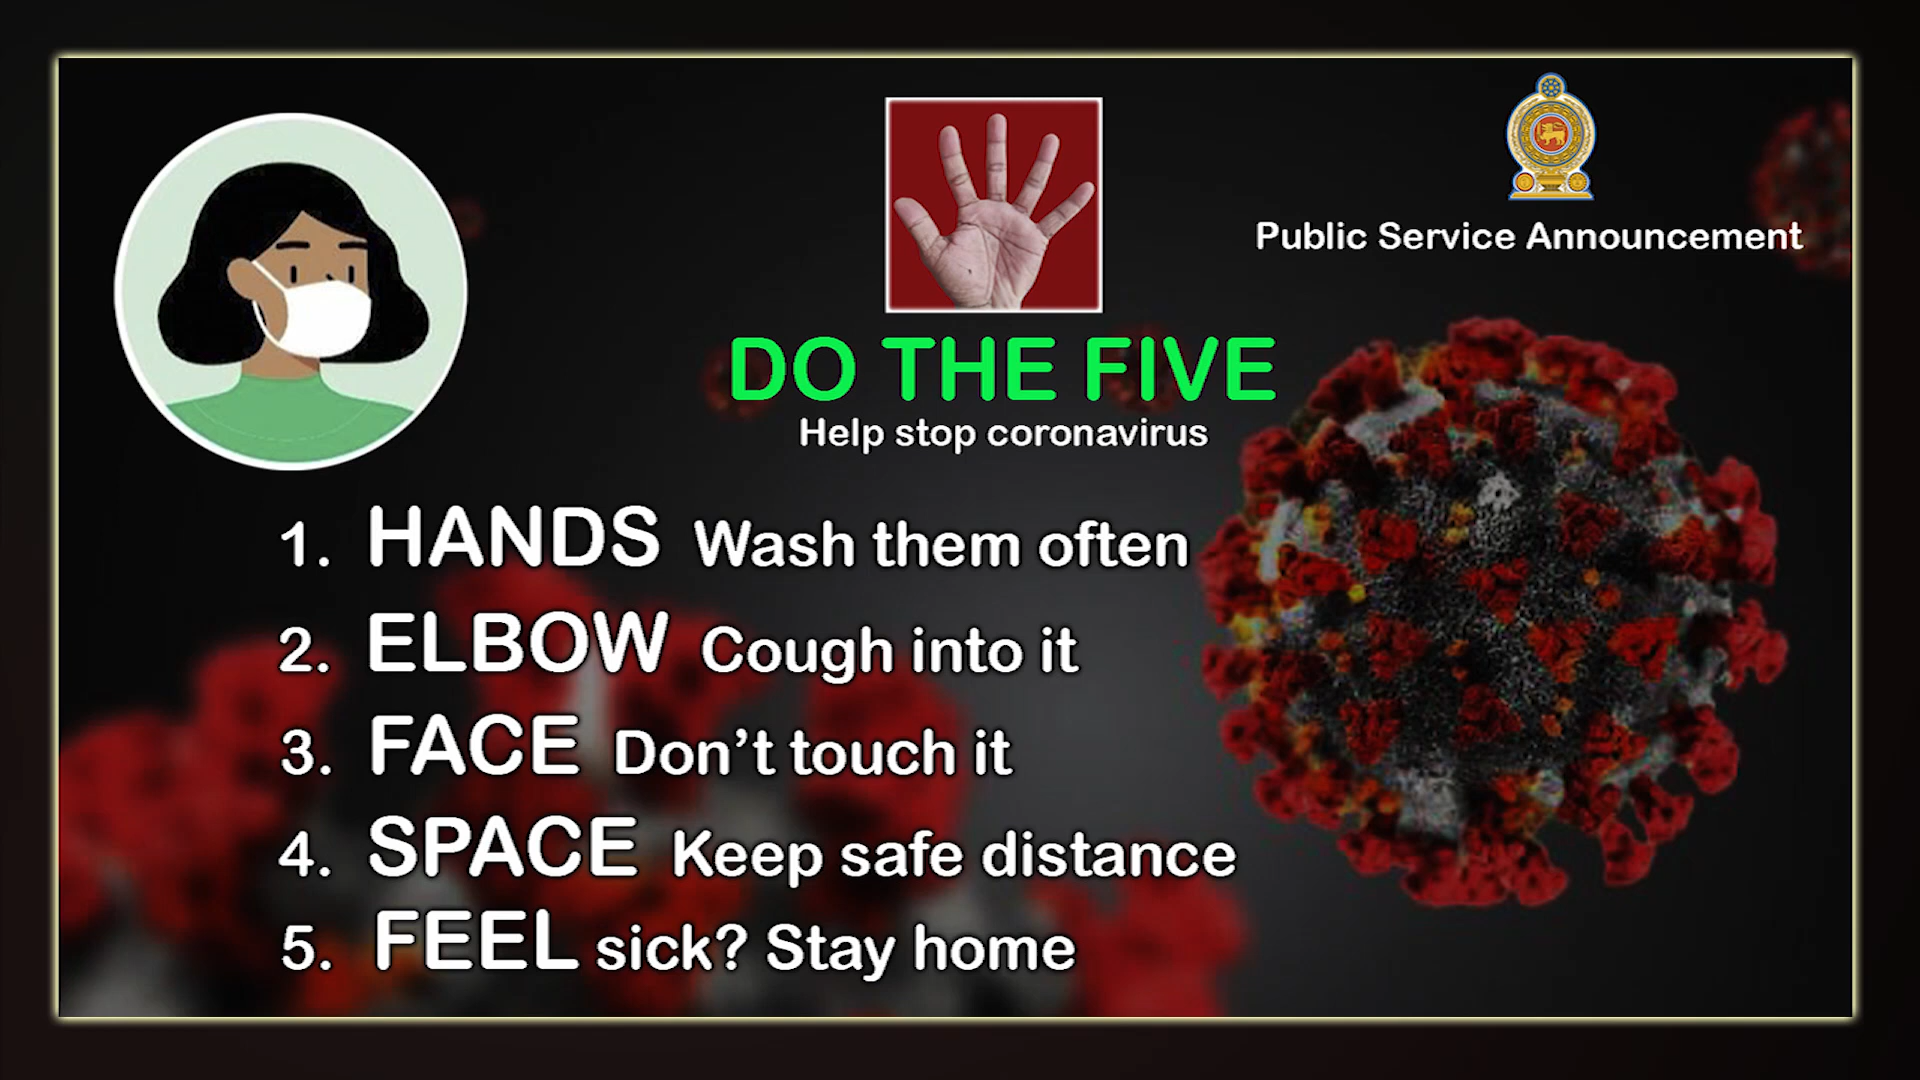 Public Service Announcement
DO THE FIVE
Help stop coronavirus
1. HANDS Wash them often
2. ELBOW Cough into it
3. FACE Don’t touch it
4. SPACE Keep safe distance
5. FEEL sick? Stay home